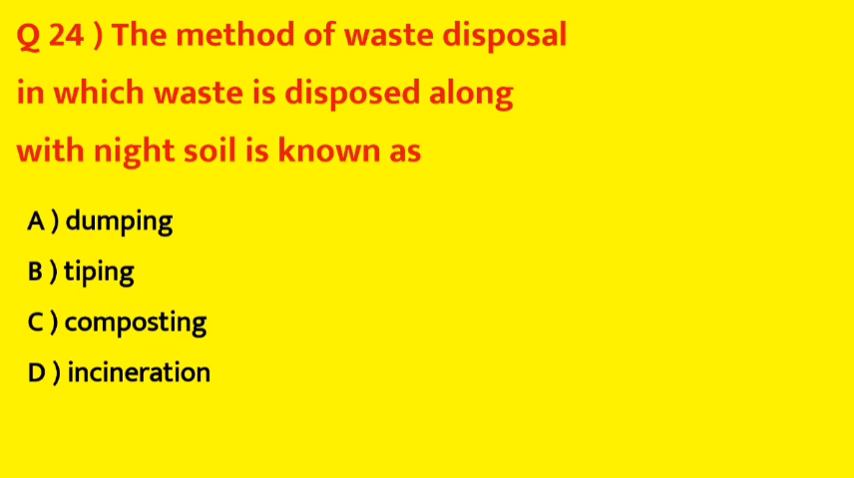 Q 24 ) The method of waste disposal
in which waste is disposed along
with night soil is known as
A ) dumping
B ) tiping
C ) composting
D ) incineration